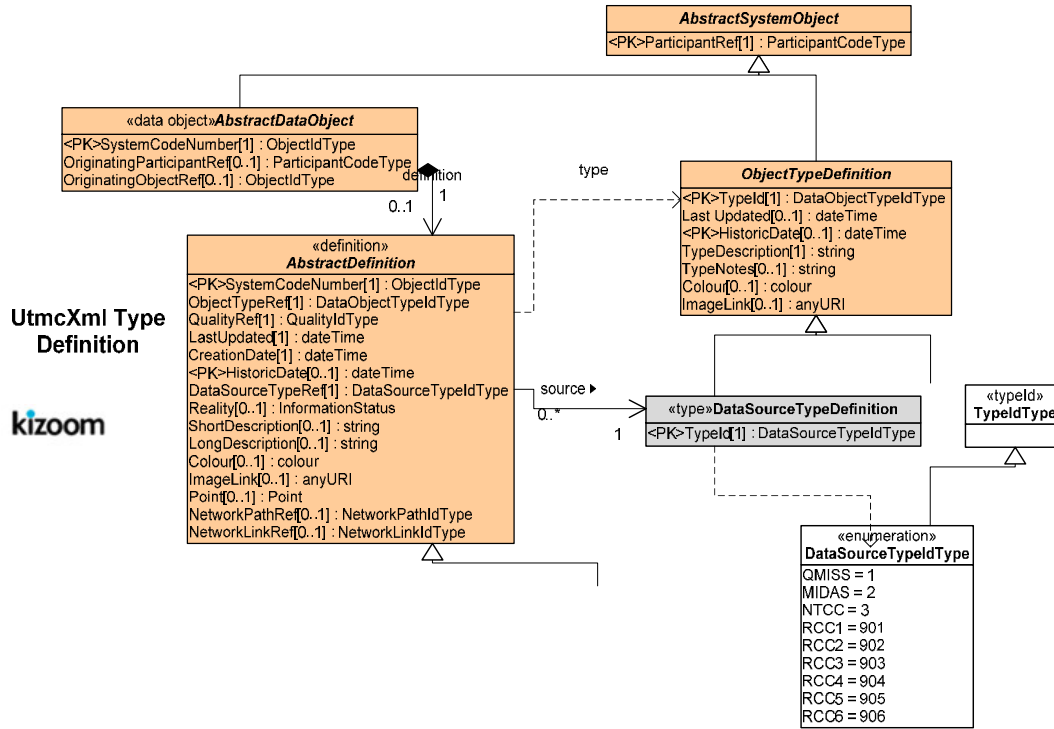 AbstractSystemObject
<PK>ParticipantRef[1] : ParticipantCodeType
«data object»AbstractDataObject
<PK>SystemCodeNumber[1] : ObjectIdType
OriginatingParticipantRef[0..1] : ParticipantCodeType
OriginatingObjectRef[0..1] : ObjectIdType
definition
1
0..1
type
ObjectTypeDefinition
<PK>TypeId[1] : DataObjectTypeIdType
Last Updated[0..1] : dateTime
<PK>HistoricDate[0..1] : dateTime
TypeDescription[1] : string
TypeNotes[0..1] : string
Colour[0..1] : colour
ImageLink[0..1] : anyURI
«definition»
AbstractDefinition
<PK>SystemCodeNumber[1] : ObjectIdType
ObjectTypeRef[1] : DataObjectTypeIdType
QualityRef[1] : QualityIdType
LastUpdated[1] : dateTime
CreationDate[1] : dateTime
<PK>HistoricDate[0..1] : dateTime
DataSourceTypeRef[1] : DataSourceTypeIdType
Reality[0..1] : InformationStatus
ShortDescription[0..1] : string
LongDescription[0..1] : string
Colour[0..1] : colour
ImageLink[0..1] : anyURI
Point[0..1] : Point
NetworkPathRef[0..1] : NetworkPathIdType
NetworkLinkRef[0..1] : NetworkLinkIdType
UtmcXml Type
Definition
kizoom
source
0..*
1
«type»DataSourceTypeDefinition
<PK>TypeId[1] : DataSourceTypeIdType
«typeId»
TypeIdType
«enumeration»
DataSourceTypeIdType
QMISS = 1
MIDAS = 2
NTCC = 3
RCC1 = 901
RCC2 = 902
RCC3 = 903
RCC4 = 904
RCC5 = 905
RCC6 = 906